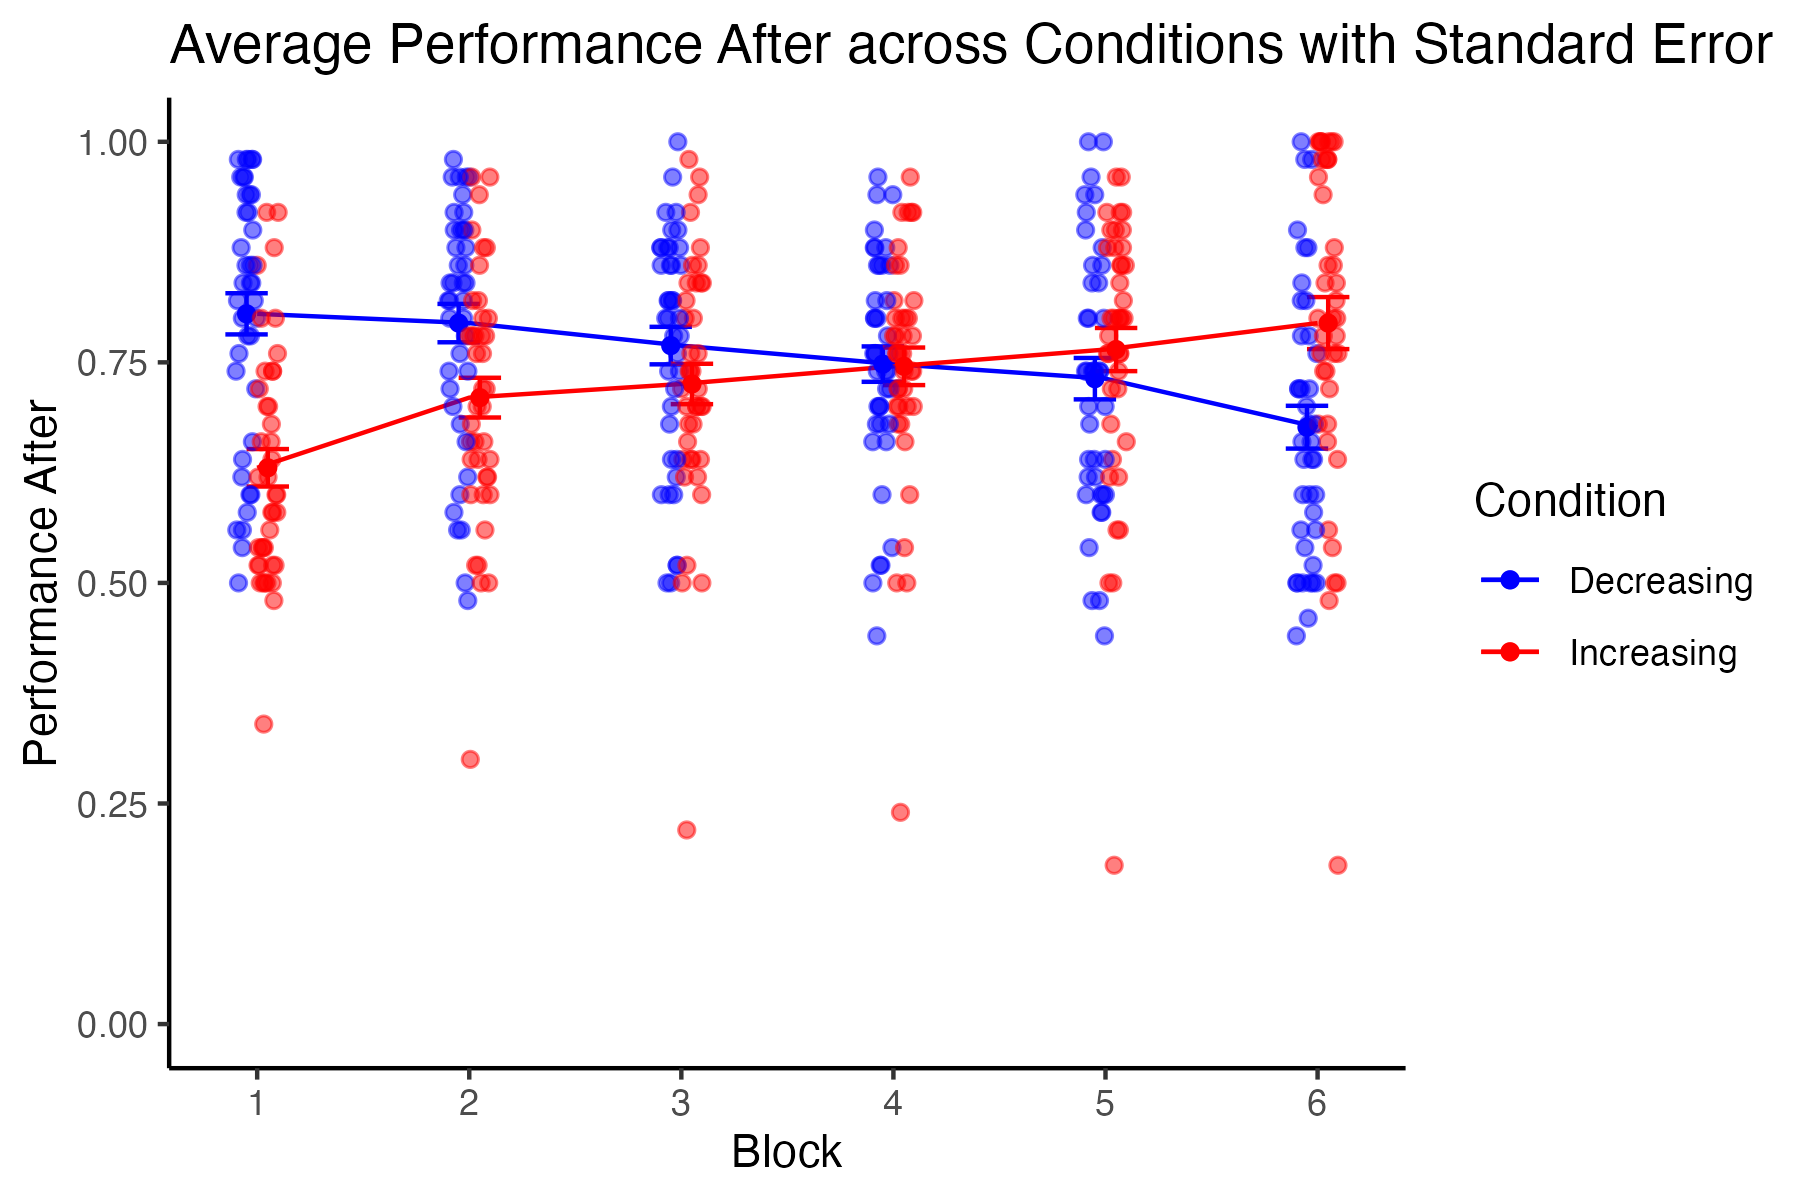 Average Performance After across Conditions with Standard Error
Performance After
1.00
0.75
0.50
0.25
0.00
1 2 3 4 5 6
Block
Condition
Decreasing
Increasing